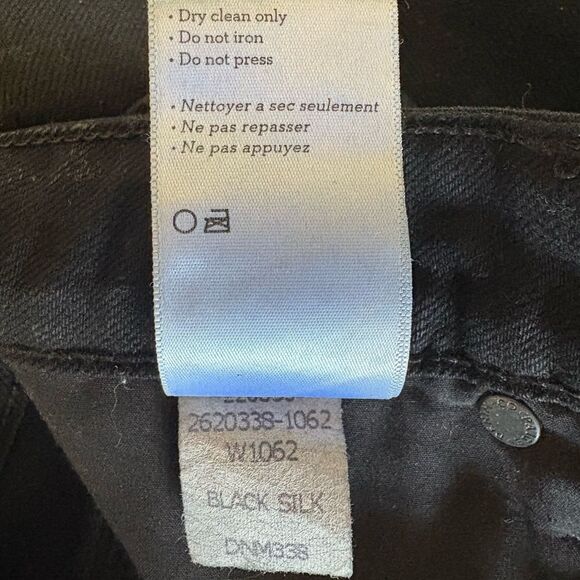 • Dry clean only
• Do not iron
• Do not press
• Nettoyer a sec seulement
• Ne pas repasser
• Ne pas appuyez
2620338-1062
W1062
BLACK SILK
DNM338